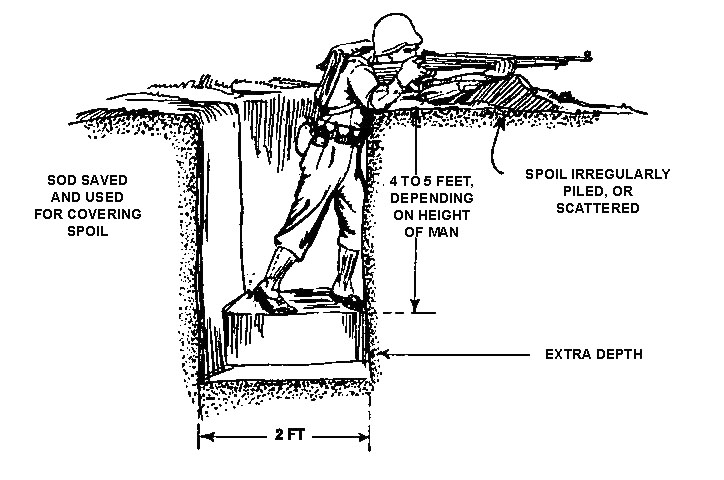 SOD SAVED
AND USED
FOR COVERING
SPOIL
4 TO 5 FEET,
DEPENDING
ON HEIGHT
OF MAN
SPOIL IRREGULARLY
PILED, OR
SCATTERED
EXTRA DEPTH
2 FT